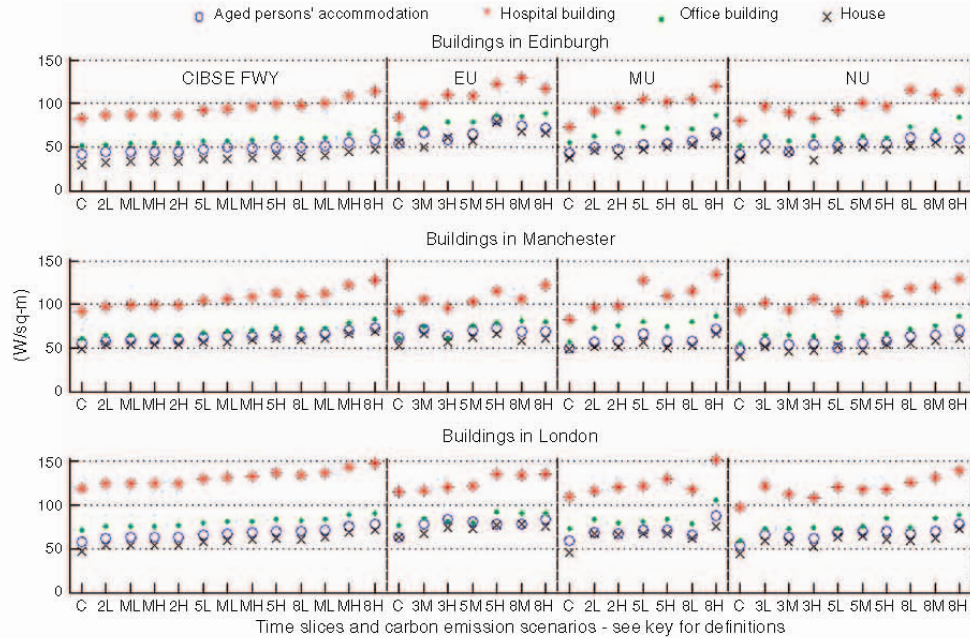 Aged persons' accommodation Hospital building Office building House
Buildings in Edinburgh
150 CIBSE FWY EU MU NU
100
50
0
C 2L ML MH 2H 5L ML MH 5H 8L ML MH 8H C 3M 3H 5M 5H 8M 8H C 2L 2H 5L 5H 8L 8H C 3L 3M 3H 5L 5M 5H 8L 8M 8H
Buildings in Manchester
150
100
50
0
C 2L ML MH 2H 5L ML MH 5H 8L ML MH 8H C 3M 3H 5M 5H 8M 8H C 2L 2H 5L 5H 8L 8H C 3L 3M 3H 5L 5M 5H 8L 8M 8H
(W/sq-m)
Buildings in London
150
100
50
0
C 2L ML MH 2H 5L ML MH 5H 8L ML MH 8H C 3M 3H 5M 5H 8M 8H C 2L 2H 5L 5H 8L 8H C 3L 3M 3H 5L 5M 5H 8L 8M 8H
Time slices and carbon emission scenarios - see key for definitions